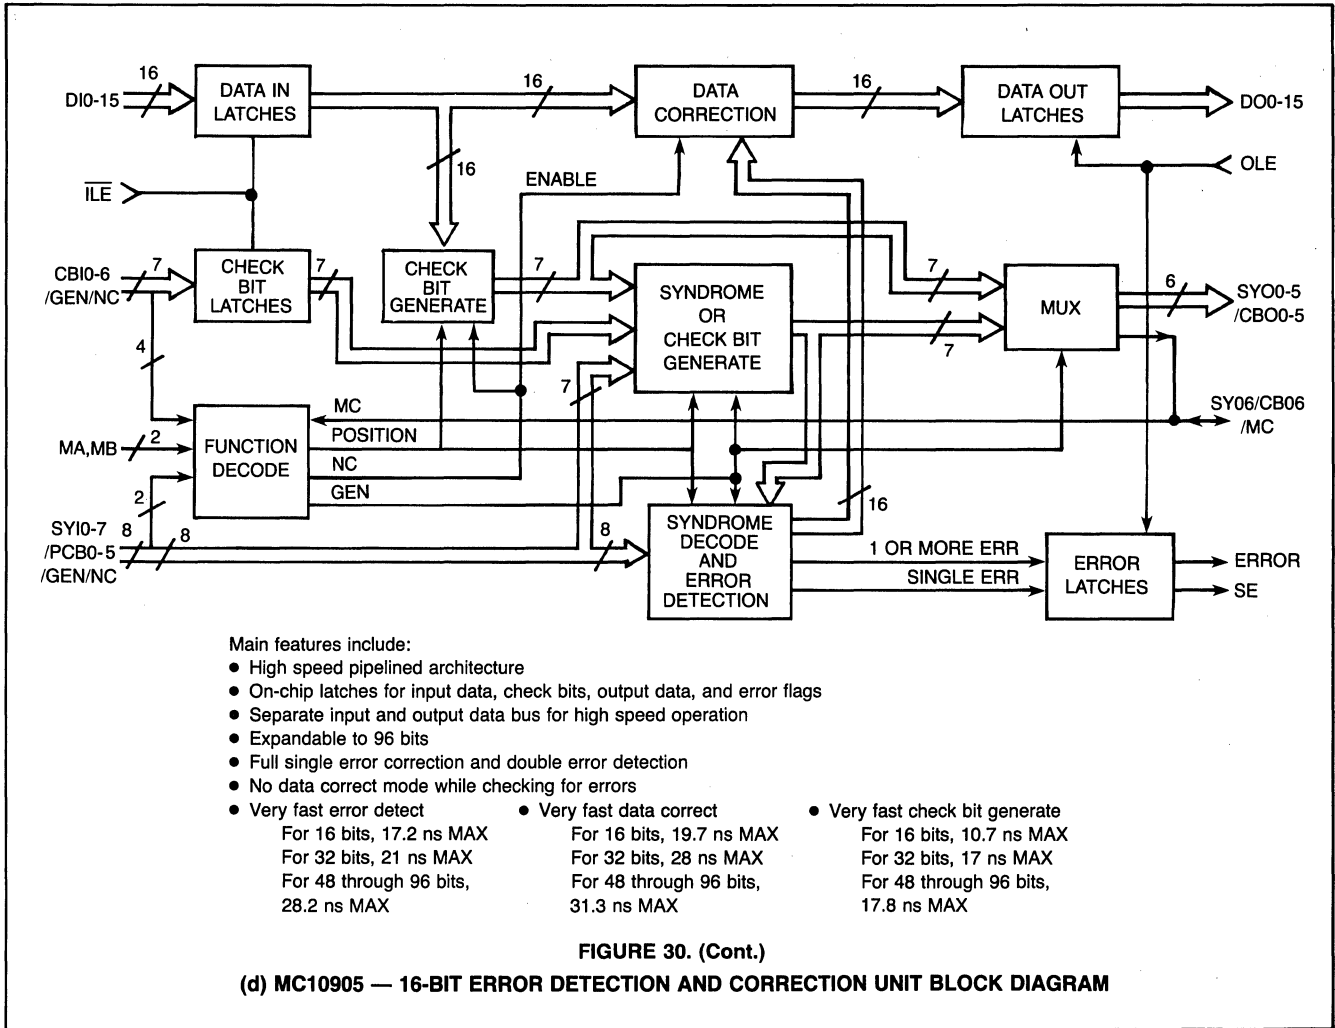 16
DI0-15
DATA IN
LATCHES
16
DATA
CORRECTION
16
DATA OUT
LATCHES
DO0-15
16
ILE
ENABLE
OLE
CBI0-6
/GEN/NC
7
CHECK
BIT
LATCHES
7
CHECK
BIT
GENERATE
7
SYNDROME
OR
CHECK BIT
GENERATE
7
MUX
6
SYO0-5
/CBO0-5
7
4
7
MC
SY06/CB06
/MC
MA,MB
2
FUNCTION
DECODE
POSITION
NC
GEN
2
16
SYI0-7
/PCB0-5
/GEN/NC
8
8
8
SYNDROME
DECODE
AND
ERROR
DETECTION
1 OR MORE ERR
SINGLE ERR
ERROR
LATCHES
ERROR
SE
Main features include:
● High speed pipelined architecture
● On-chip latches for input data, check bits, output data, and error flags
● Separate input and output data bus for high speed operation
● Expandable to 96 bits
● Full single error correction and double error detection
● No data correct mode while checking for errors
● Very fast error detect
For 16 bits, 17.2 ns MAX
For 32 bits, 21 ns MAX
For 48 through 96 bits,
28.2 ns MAX
● Very fast data correct
For 16 bits, 19.7 ns MAX
For 32 bits, 28 ns MAX
For 48 through 96 bits,
31.3 ns MAX
● Very fast check bit generate
For 16 bits, 10.7 ns MAX
For 32 bits, 17 ns MAX
For 48 through 96 bits,
17.8 ns MAX
FIGURE 30. (Cont.)
(d) MC10905 — 16-BIT ERROR DETECTION AND CORRECTION UNIT BLOCK DIAGRAM